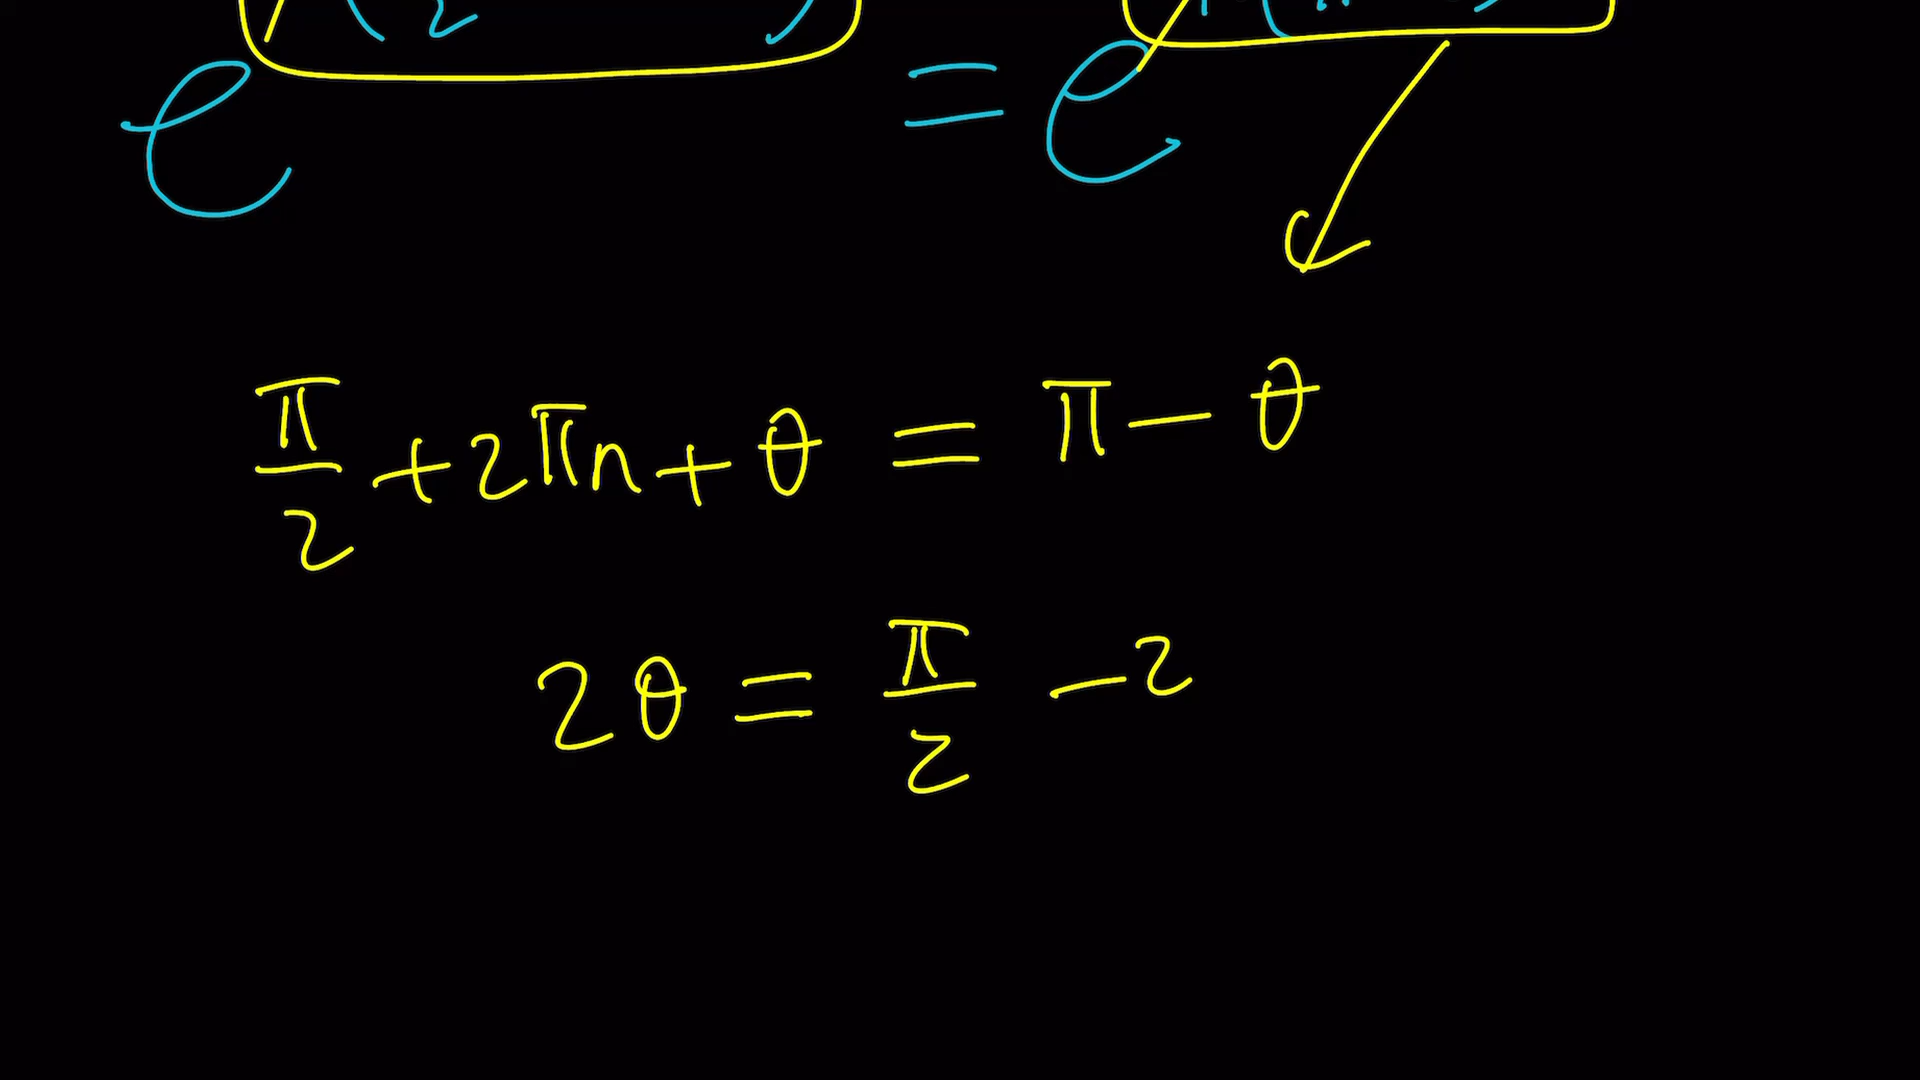 e = e
π/2 + 2πn + θ = π − θ
2θ = π/2 − 2